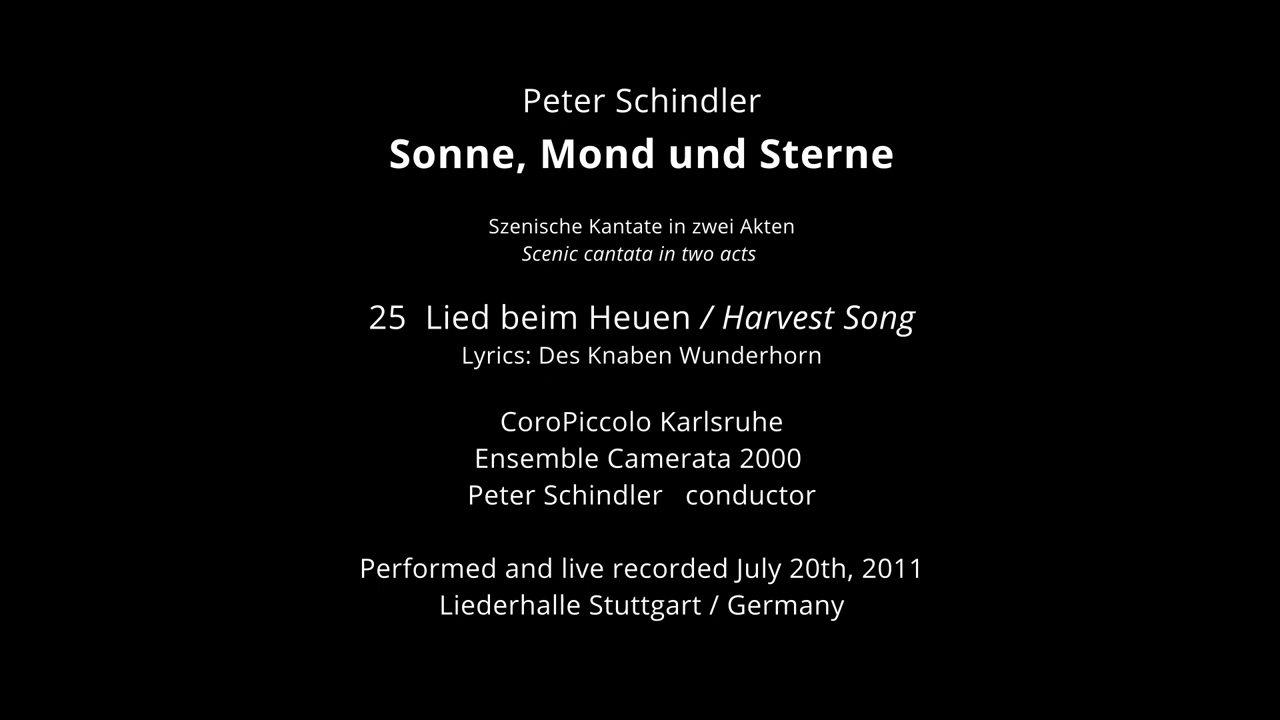 Peter Schindler
Sonne, Mond und Sterne
Szenische Kantate in zwei Akten
Scenic cantata in two acts
25 Lied beim Heuen / Harvest Song
Lyrics: Des Knaben Wunderhorn
CoroPiccolo Karlsruhe
Ensemble Camerata 2000
Peter Schindler conductor
Performed and live recorded July 20th, 2011
Liederhalle Stuttgart / Germany